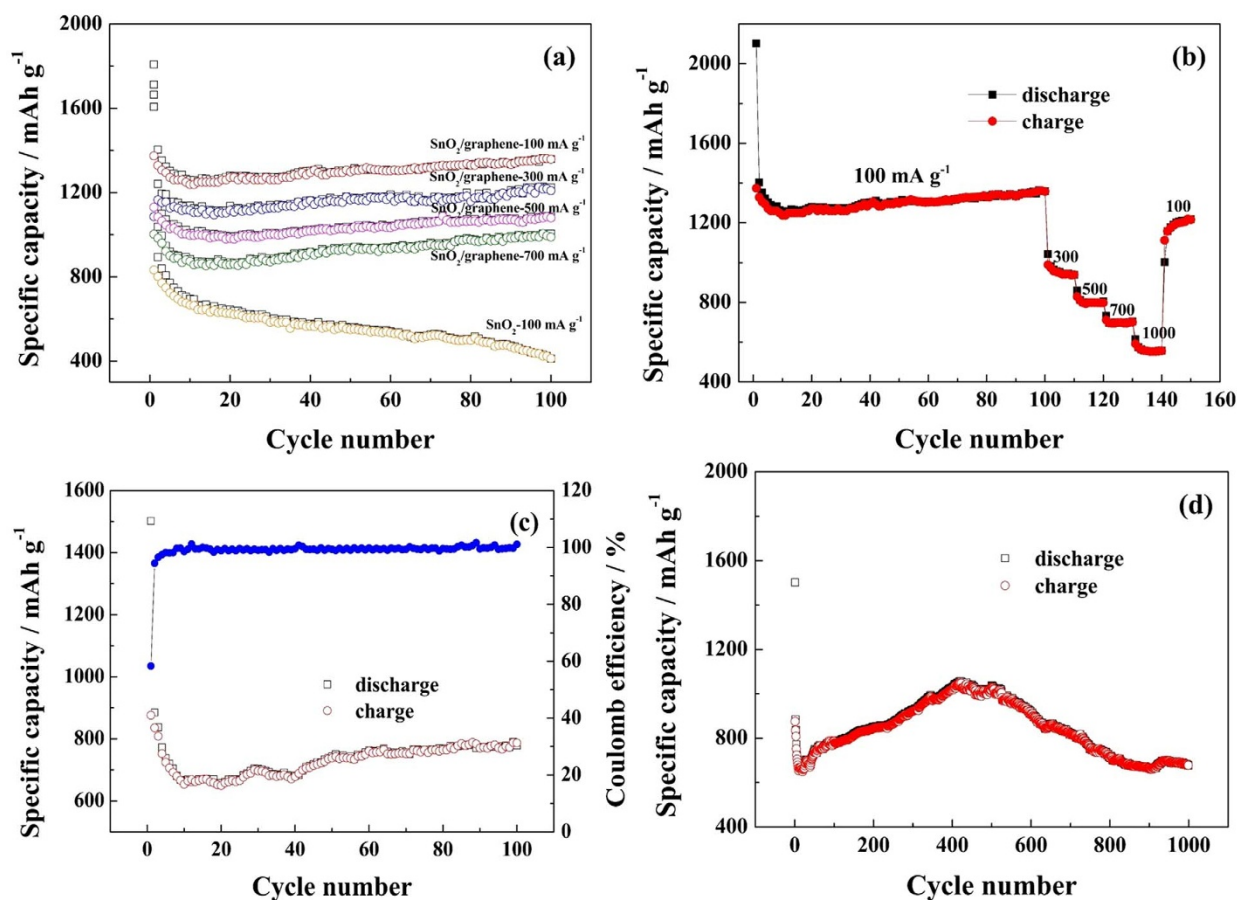 (a)
Specific capacity / mAh g⁻¹
2000
1600
1200
800
400
SnO₂/graphene-100 mA g⁻¹
SnO₂/graphene-300 mA g⁻¹
SnO₂/graphene-500 mA g⁻¹
SnO₂/graphene-700 mA g⁻¹
SnO₂-100 mA g⁻¹
0 20 40 60 80 100
Cycle number
(b)
Specific capacity / mAh g⁻¹
2000
1600
1200
800
400
discharge
charge
100 mA g⁻¹
300
500
700
1000
100
0 20 40 60 80 100 120 140 160
Cycle number
(c)
Specific capacity / mAh g⁻¹
1600
1400
1200
1000
800
600
discharge
charge
120
100
80
60
40
20
0
Coulomb efficiency / %
0 20 40 60 80 100
Cycle number
(d)
Specific capacity / mAh g⁻¹
2000
1600
1200
800
400
discharge
charge
0 200 400 600 800 1000
Cycle number